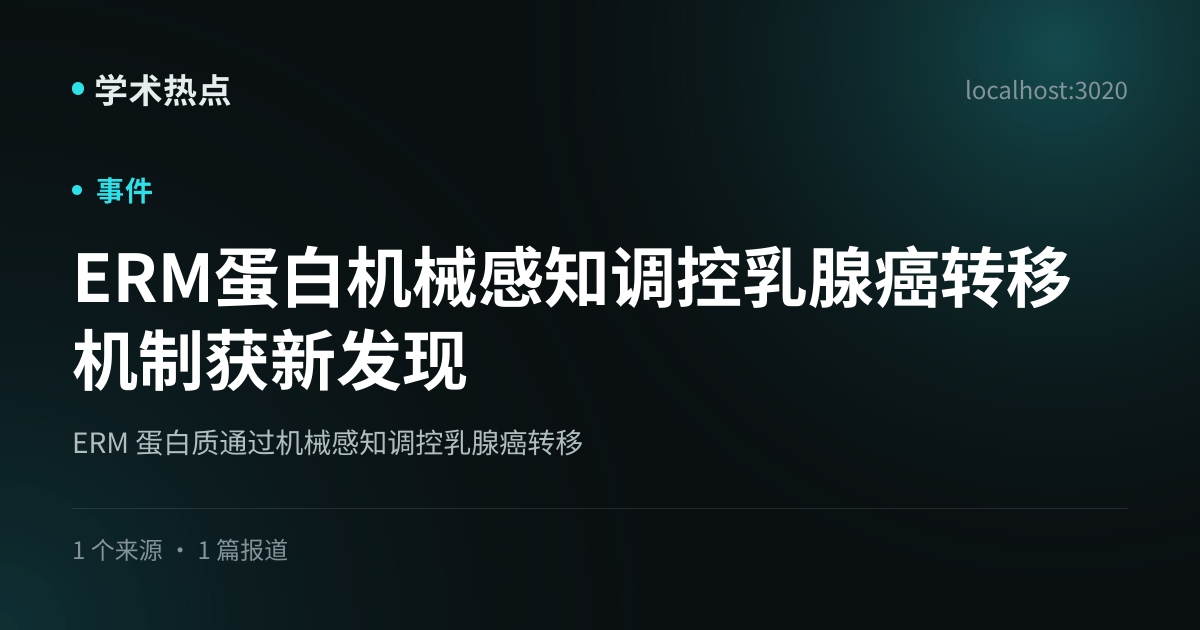 学术热点
localhost:3020
事件
ERM蛋白机械感知调控乳腺癌转移
机制获新发现
ERM 蛋白质通过机械感知调控乳腺癌转移
1 个来源 · 1 篇报道